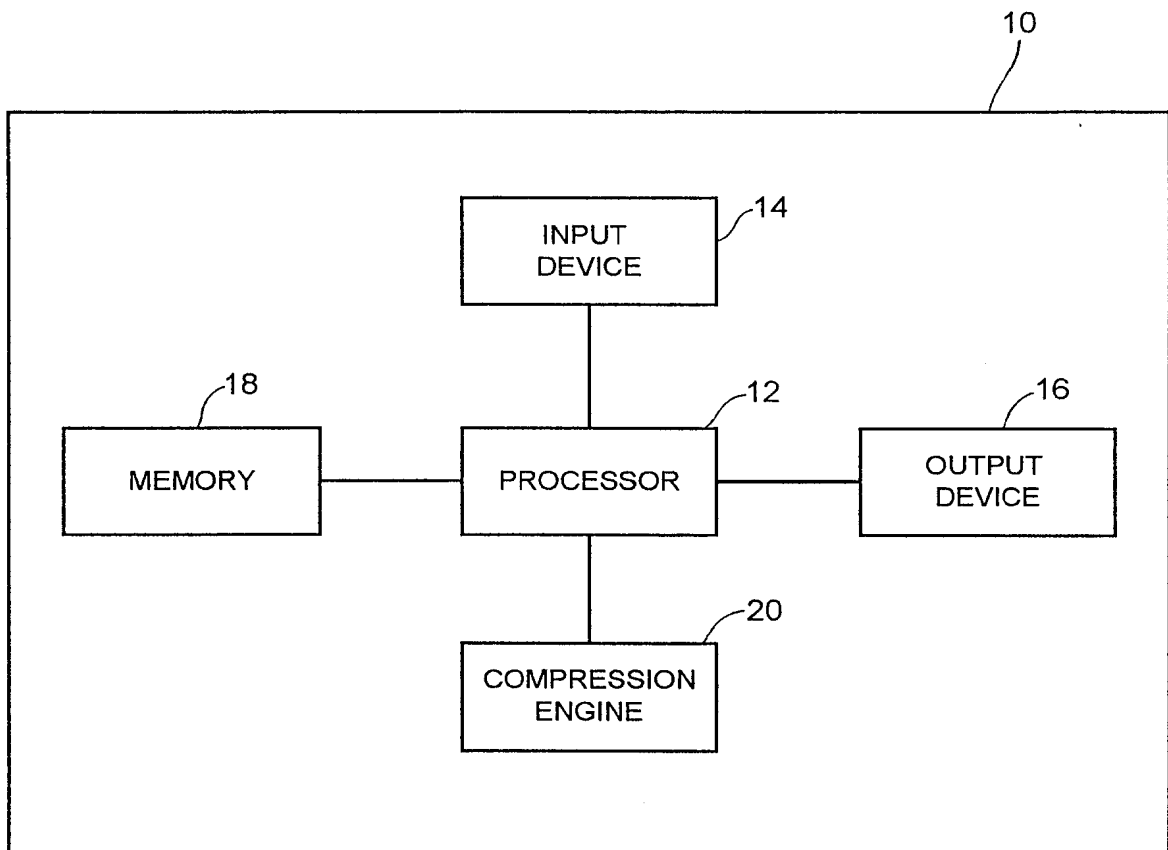 10
INPUT
DEVICE
14
18
12
16
MEMORY
PROCESSOR
OUTPUT
DEVICE
20
COMPRESSION
ENGINE